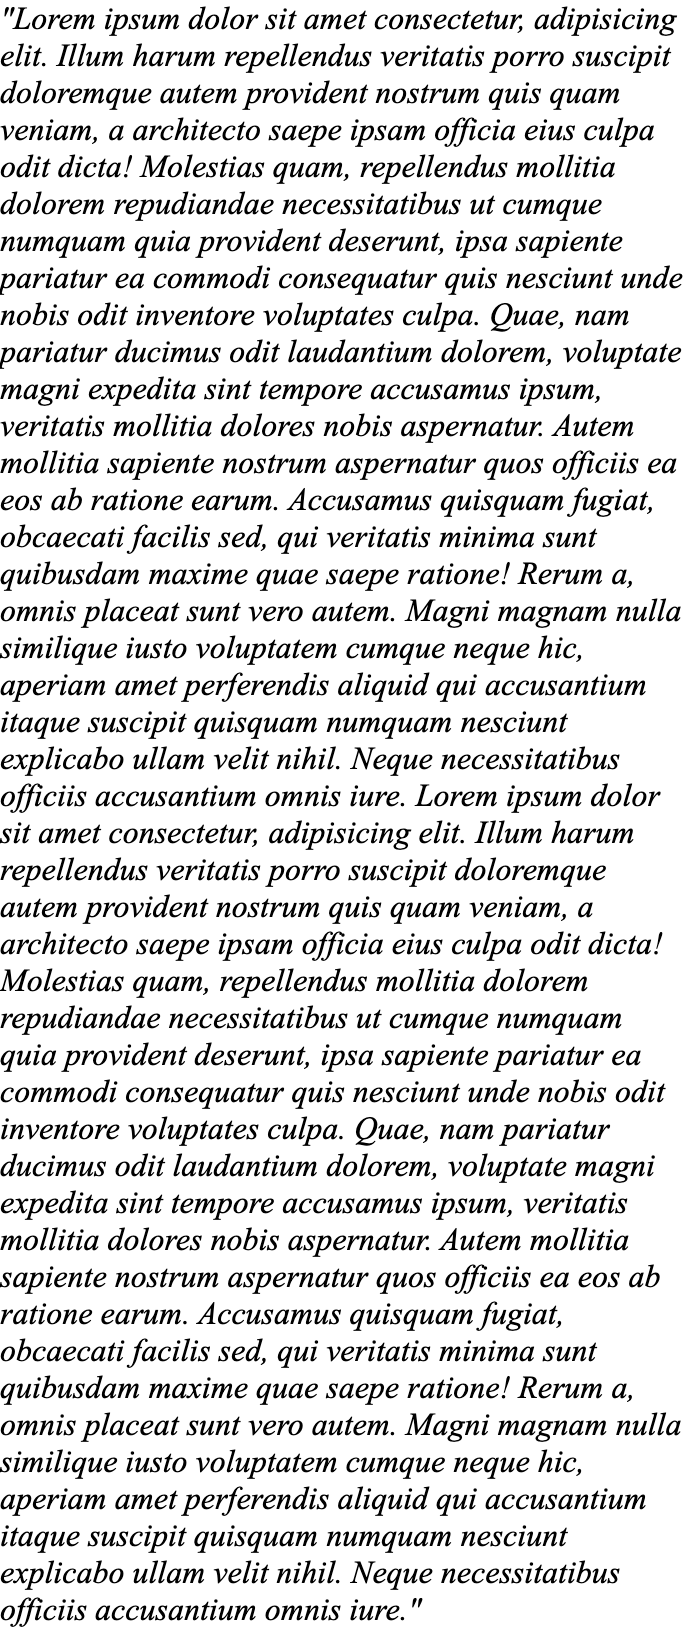 "Lorem ipsum dolor sit amet consectetur, adipisicing
elit. Illum harum repellendus veritatis porro suscipit
doloremque autem provident nostrum quis quam
veniam, a architecto saepe ipsam officia eius culpa
odit dicta! Molestias quam, repellendus mollitia
dolorem repudiandae necessitatibus ut cumque
numquam quia provident deserunt, ipsa sapiente
pariatur ea commodi consequatur quis nesciunt unde
nobis odit inventore voluptates culpa. Quae, nam
pariatur ducimus odit laudantium dolorem, voluptate
magni expedita sint tempore accusamus ipsum,
veritatis mollitia dolores nobis aspernatur. Autem
mollitia sapiente nostrum aspernatur quos officiis ea
eos ab ratione earum. Accusamus quisquam fugiat,
obcaecati facilis sed, qui veritatis minima sunt
quibusdam maxime quae saepe ratione! Rerum a,
omnis placeat sunt vero autem. Magni magnam nulla
similique iusto voluptatem cumque neque hic,
aperiam amet perferendis aliquid qui accusantium
itaque suscipit quisquam numquam nesciunt
explicabo ullam velit nihil. Neque necessitatibus
officiis accusantium omnis iure. Lorem ipsum dolor
sit amet consectetur, adipisicing elit. Illum harum
repellendus veritatis porro suscipit doloremque
autem provident nostrum quis quam veniam, a
architecto saepe ipsam officia eius culpa odit dicta!
Molestias quam, repellendus mollitia dolorem
repudiandae necessitatibus ut cumque numquam
quia provident deserunt, ipsa sapiente pariatur ea
commodi consequatur quis nesciunt unde nobis odit
inventore voluptates culpa. Quae, nam pariatur
ducimus odit laudantium dolorem, voluptate magni
expedita sint tempore accusamus ipsum, veritatis
mollitia dolores nobis aspernatur. Autem mollitia
sapiente nostrum aspernatur quos officiis ea eos ab
ratione earum. Accusamus quisquam fugiat,
obcaecati facilis sed, qui veritatis minima sunt
quibusdam maxime quae saepe ratione! Rerum a,
omnis placeat sunt vero autem. Magni magnam nulla
similique iusto voluptatem cumque neque hic,
aperiam amet perferendis aliquid qui accusantium
itaque suscipit quisquam numquam nesciunt
explicabo ullam velit nihil. Neque necessitatibus
officiis accusantium omnis iure."